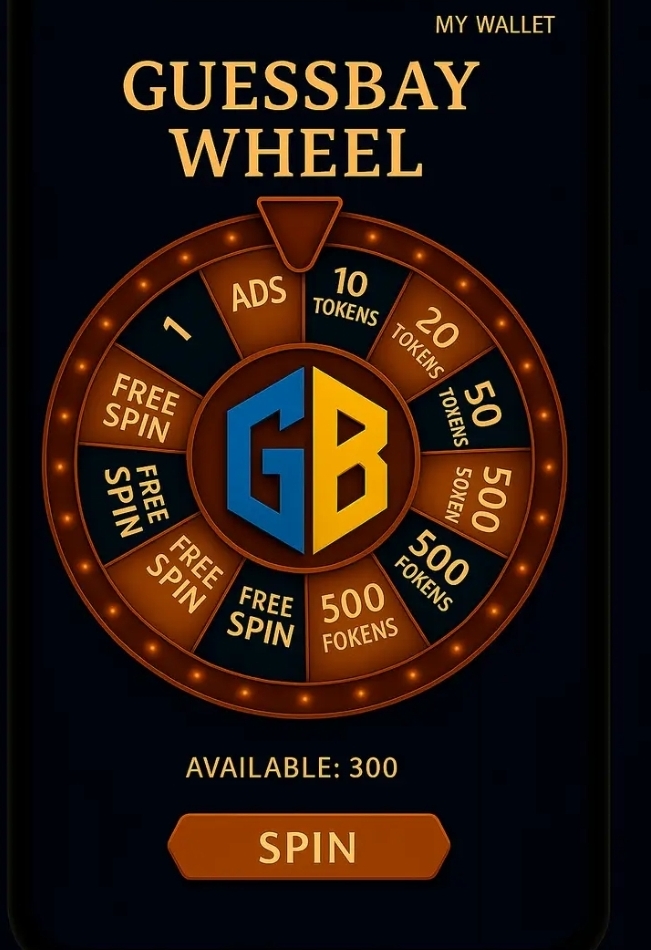 MY WALLET
GUESSBAY
WHEEL
ADS
10
TOKENS
20
TOKENS
50
TOXENS
500
5OXEN
500
FOKENS
500
FOKENS
FREE
SPIN
FREE
SPIN
FREE
SPIN
FREE
SPIN
1
GB
AVAILABLE: 300
SPIN